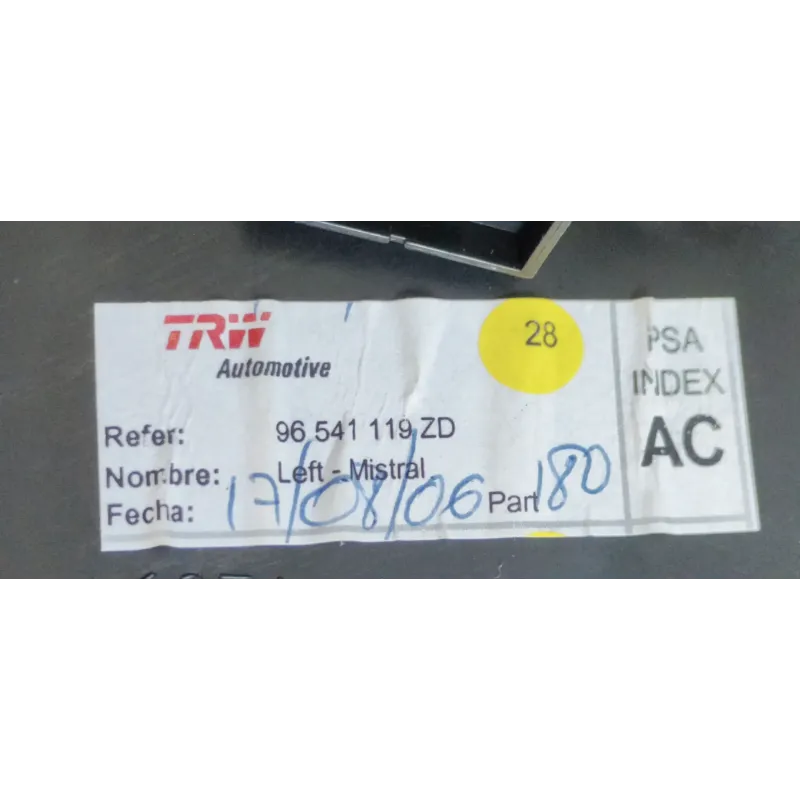 TRW
Automotive
28
Refer: 96 541 119 ZD
Nombre: Left - Mistral
Fecha: 17/08/06 Part 180
PSA
INDEX
AC